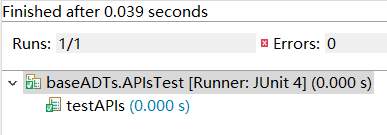 Finished after 0.039 seconds
Runs: 1/1 Errors: 0
baseADTs.APIsTest [Runner: JUnit 4] (0.000 s)
testAPIs (0.000 s)